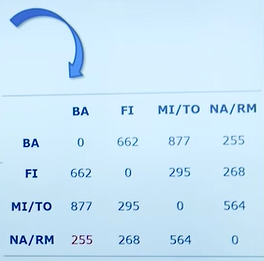 BA FI MI/TO NA/RM
BA 0 662 877 255
FI 662 0 295 268
MI/TO 877 295 0 564
NA/RM 255 268 564 0